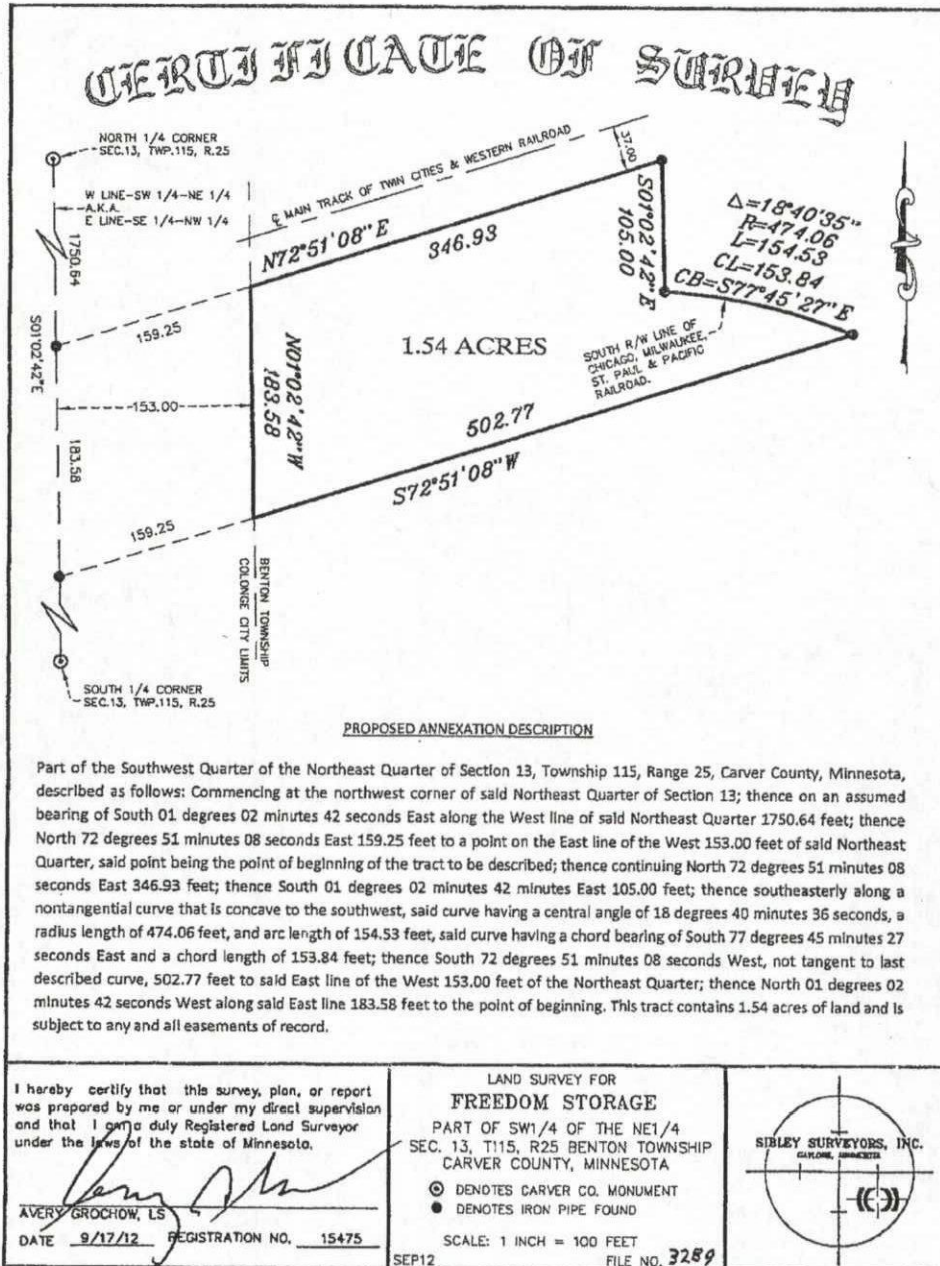 CERTIFICATE OF SURVEY
NORTH 1/4 CORNER
SEC.13, TWP.115, R.25
W LINE-SW 1/4-NE 1/4
A.K.A.
E LINE-SE 1/4-NW 1/4
1750.64
S01°02'42"E
℄ MAIN TRACK OF TWIN CITIES & WESTERN RAILROAD
37.00
N72°51'08"E
346.93
S01°02'42"E
105.00
Δ=18°40'35"
R=474.06
L=154.53
CL=153.84
CB=S77°45'27"E
159.25
1.54 ACRES
SOUTH R/W LINE OF
CHICAGO, MILWAUKEE,
ST. PAUL & PACIFIC
RAILROAD.
153.00
N01°02'42"W
183.58
183.58
502.77
S72°51'08"W
159.25
BENTON TOWNSHIP
COLONGE CITY LIMITS
SOUTH 1/4 CORNER
SEC.13, TWP.115, R.25
PROPOSED ANNEXATION DESCRIPTION
Part of the Southwest Quarter of the Northeast Quarter of Section 13, Township 115, Range 25, Carver County, Minnesota,
described as follows: Commencing at the northwest corner of said Northeast Quarter of Section 13; thence on an assumed
bearing of South 01 degrees 02 minutes 42 seconds East along the West line of said Northeast Quarter 1750.64 feet; thence
North 72 degrees 51 minutes 08 seconds East 159.25 feet to a point on the East line of the West 153.00 feet of said Northeast
Quarter, said point being the point of beginning of the tract to be described; thence continuing North 72 degrees 51 minutes 08
seconds East 346.93 feet; thence South 01 degrees 02 minutes 42 minutes East 105.00 feet; thence southeasterly along a
nontangential curve that is concave to the southwest, said curve having a central angle of 18 degrees 40 minutes 36 seconds, a
radius length of 474.06 feet, and arc length of 154.53 feet, said curve having a chord bearing of South 77 degrees 45 minutes 27
seconds East and a chord length of 153.84 feet; thence South 72 degrees 51 minutes 08 seconds West, not tangent to last
described curve, 502.77 feet to said East line of the West 153.00 feet of the Northeast Quarter; thence North 01 degrees 02
minutes 42 seconds West along said East line 183.58 feet to the point of beginning. This tract contains 1.54 acres of land and is
subject to any and all easements of record.
I hereby certify that this survey, plan, or report
was prepared by me or under my direct supervision
and that I am a duly Registered Land Surveyor
under the laws of the state of Minnesota.
AVERY GROCHOW, LS
DATE 9/17/12 REGISTRATION NO. 15475
LAND SURVEY FOR
FREEDOM STORAGE
PART OF SW1/4 OF THE NE1/4
SEC. 13, T115, R25 BENTON TOWNSHIP
CARVER COUNTY, MINNESOTA
DENOTES CARVER CO. MONUMENT
DENOTES IRON PIPE FOUND
SCALE: 1 INCH = 100 FEET
SEP12 FILE NO. 3289
SIBLEY SURVEYORS, INC.
GAYLORD, MINNESOTA